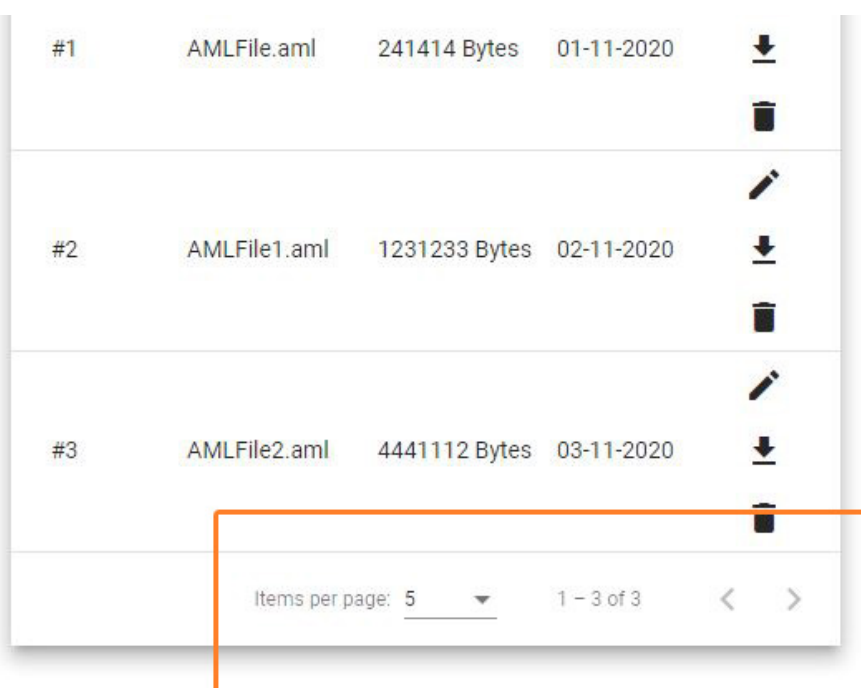 #1 AMLFile.aml 241414 Bytes 01-11-2020
#2 AMLFile1.aml 1231233 Bytes 02-11-2020
#3 AMLFile2.aml 4441112 Bytes 03-11-2020
Items per page: 5 1 – 3 of 3